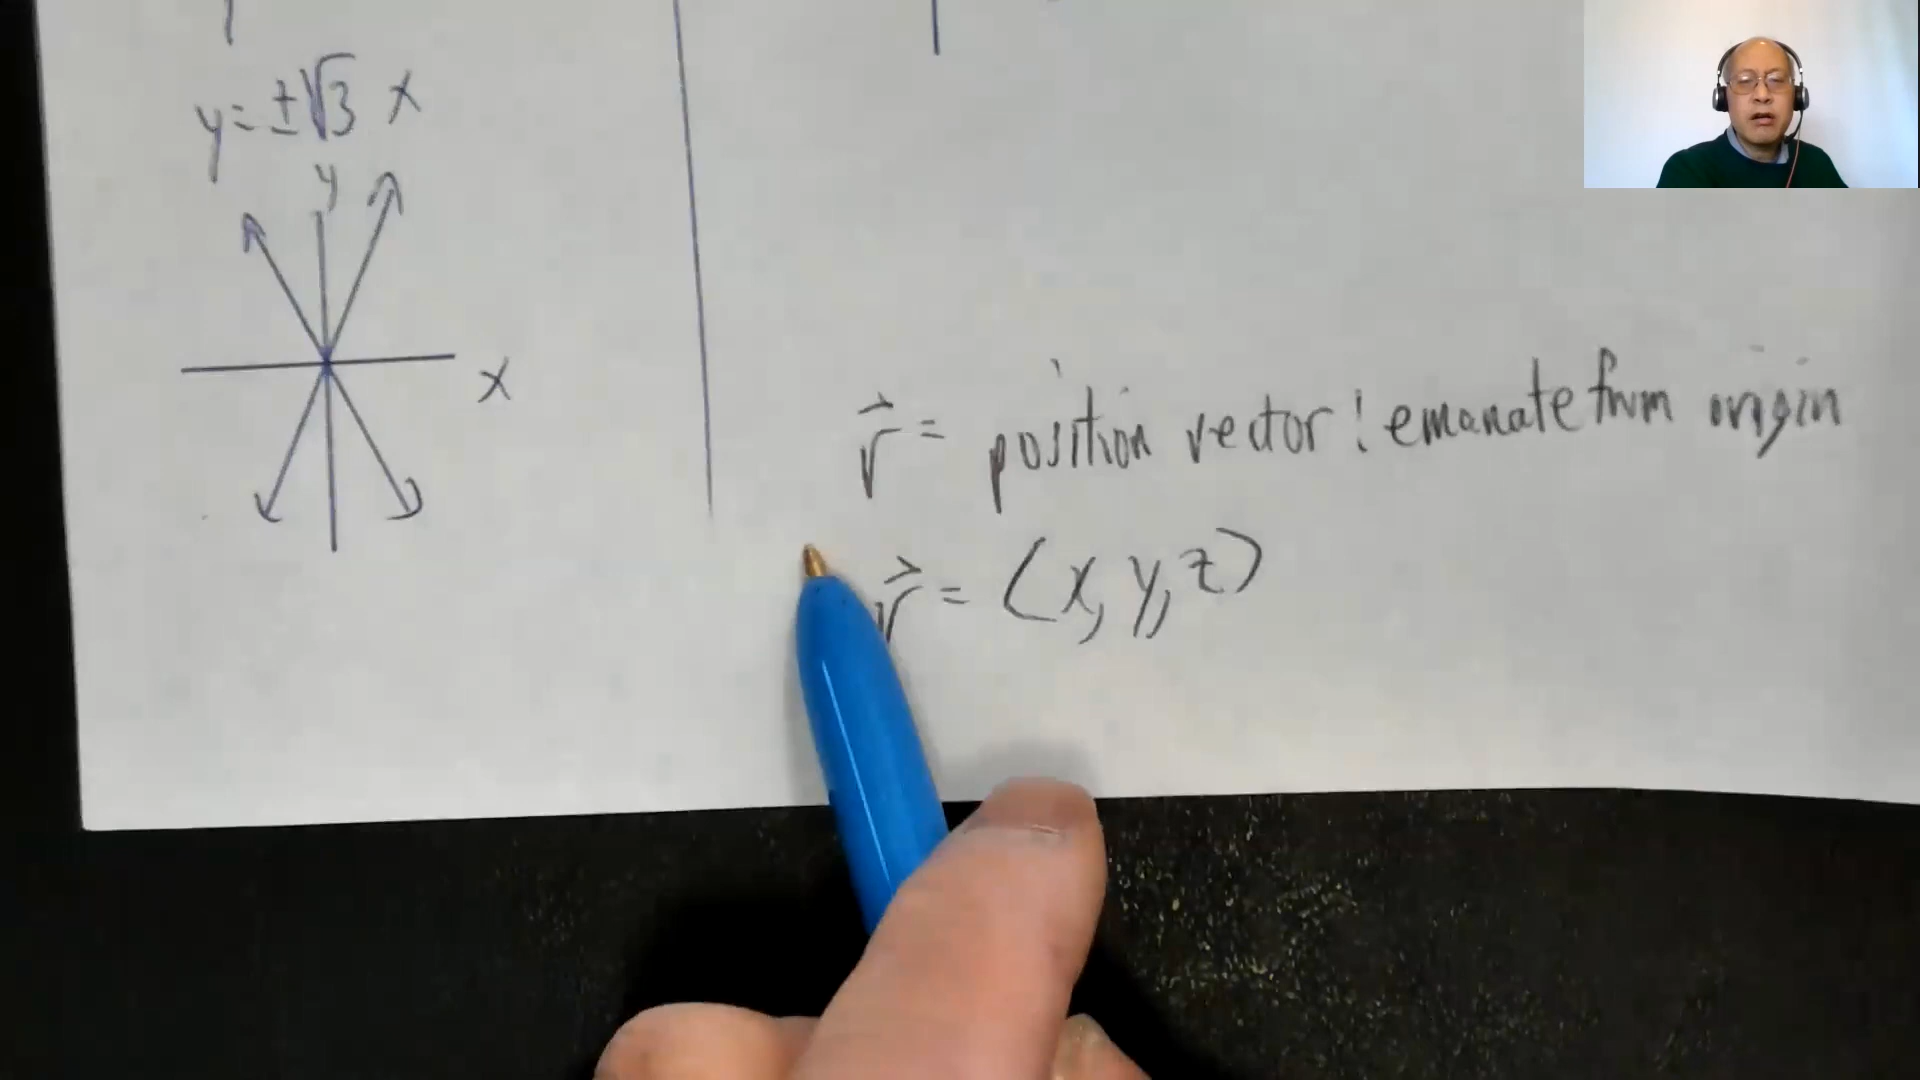 y = ±√3 x
y
x
r⃗ = position vector ! emanate from origin
r⃗ = (x, y, z)